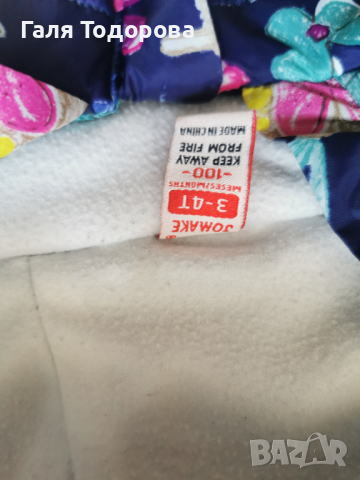 Галя Тодорова
JOMAKE
3-4T
MESES/MONTHS
-100-
KEEP AWAY
FROM FIRE
MADE IN CHINA
BAZAR